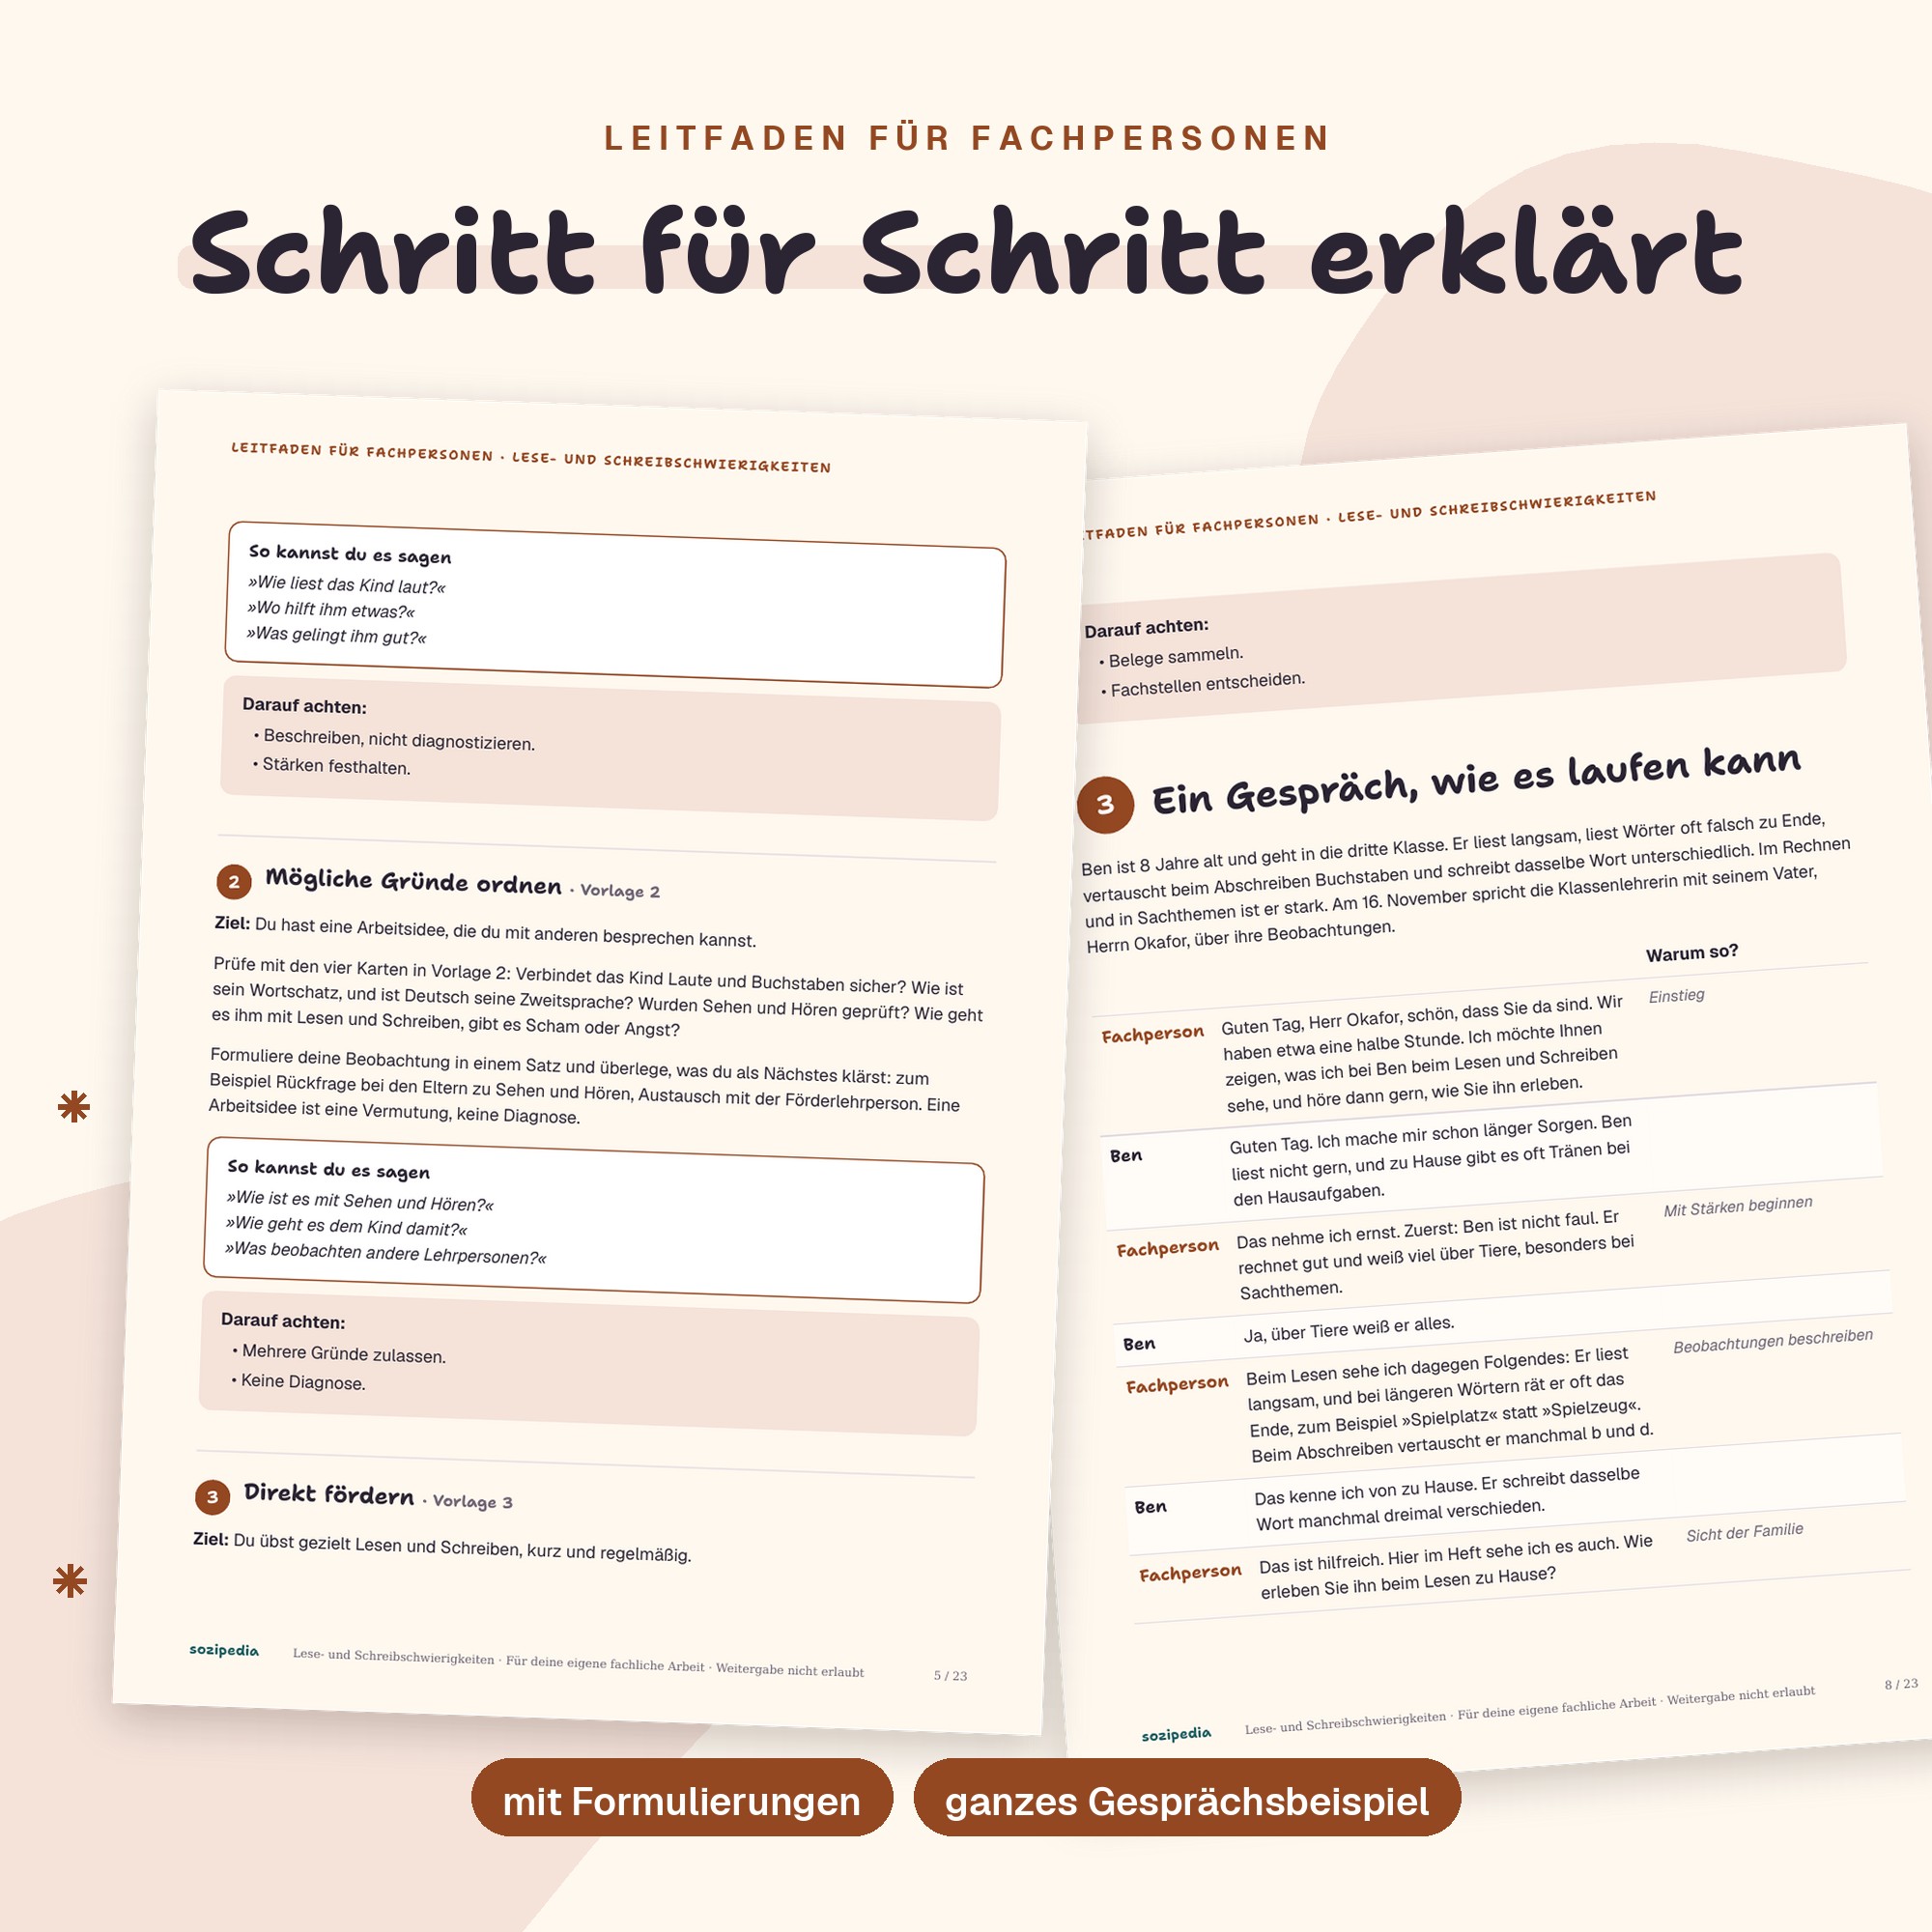 LEITFADEN FÜR FACHPERSONEN
Schritt für Schritt erklärt
LEITFADEN FÜR FACHPERSONEN · LESE- UND SCHREIBSCHWIERIGKEITEN
So kannst du es sagen
»Wie liest das Kind laut?«
»Wo hilft ihm etwas?«
»Was gelingt ihm gut?«
Darauf achten:
• Beschreiben, nicht diagnostizieren.
• Stärken festhalten.
2 Mögliche Gründe ordnen · Vorlage 2
Ziel: Du hast eine Arbeitsidee, die du mit anderen besprechen kannst.
Prüfe mit den vier Karten in Vorlage 2: Verbindet das Kind Laute und Buchstaben sicher? Wie ist
sein Wortschatz, und ist Deutsch seine Zweitsprache? Wurden Sehen und Hören geprüft? Wie geht
es ihm mit Lesen und Schreiben, gibt es Scham oder Angst?
Formuliere deine Beobachtung in einem Satz und überlege, was du als Nächstes klärst: zum
Beispiel Rückfrage bei den Eltern zu Sehen und Hören, Austausch mit der Förderlehrperson. Eine
Arbeitsidee ist eine Vermutung, keine Diagnose.
So kannst du es sagen
»Wie ist es mit Sehen und Hören?«
»Wie geht es dem Kind damit?«
»Was beobachten andere Lehrpersonen?«
Darauf achten:
• Mehrere Gründe zulassen.
• Keine Diagnose.
3 Direkt fördern · Vorlage 3
Ziel: Du übst gezielt Lesen und Schreiben, kurz und regelmäßig.
sozipedia Lese- und Schreibschwierigkeiten · Für deine eigene fachliche Arbeit · Weitergabe nicht erlaubt 5 / 23
TFADEN FÜR FACHPERSONEN · LESE- UND SCHREIBSCHWIERIGKEITEN
Darauf achten:
• Belege sammeln.
• Fachstellen entscheiden.
3 Ein Gespräch, wie es laufen kann
Ben ist 8 Jahre alt und geht in die dritte Klasse. Er liest langsam, liest Wörter oft falsch zu Ende,
vertauscht beim Abschreiben Buchstaben und schreibt dasselbe Wort unterschiedlich. Im Rechnen
und in Sachthemen ist er stark. Am 16. November spricht die Klassenlehrerin mit seinem Vater,
Herrn Okafor, über ihre Beobachtungen.
Warum so?
Fachperson Guten Tag, Herr Okafor, schön, dass Sie da sind. Wir Einstieg
haben etwa eine halbe Stunde. Ich möchte Ihnen
zeigen, was ich bei Ben beim Lesen und Schreiben
sehe, und höre dann gern, wie Sie ihn erleben.
Ben Guten Tag. Ich mache mir schon länger Sorgen. Ben
liest nicht gern, und zu Hause gibt es oft Tränen bei
den Hausaufgaben.
Fachperson Das nehme ich ernst. Zuerst: Ben ist nicht faul. Er Mit Stärken beginnen
rechnet gut und weiß viel über Tiere, besonders bei
Sachthemen.
Ben Ja, über Tiere weiß er alles.
Fachperson Beim Lesen sehe ich dagegen Folgendes: Er liest Beobachtungen beschreiben
langsam, und bei längeren Wörtern rät er oft das
Ende, zum Beispiel »Spielplatz« statt »Spielzeug«.
Beim Abschreiben vertauscht er manchmal b und d.
Ben Das kenne ich von zu Hause. Er schreibt dasselbe
Wort manchmal dreimal verschieden.
Fachperson Das ist hilfreich. Hier im Heft sehe ich es auch. Wie Sicht der Familie
erleben Sie ihn beim Lesen zu Hause?
sozipedia Lese- und Schreibschwierigkeiten · Für deine eigene fachliche Arbeit · Weitergabe nicht erlaubt 8 / 23
mit Formulierungen
ganzes Gesprächsbeispiel